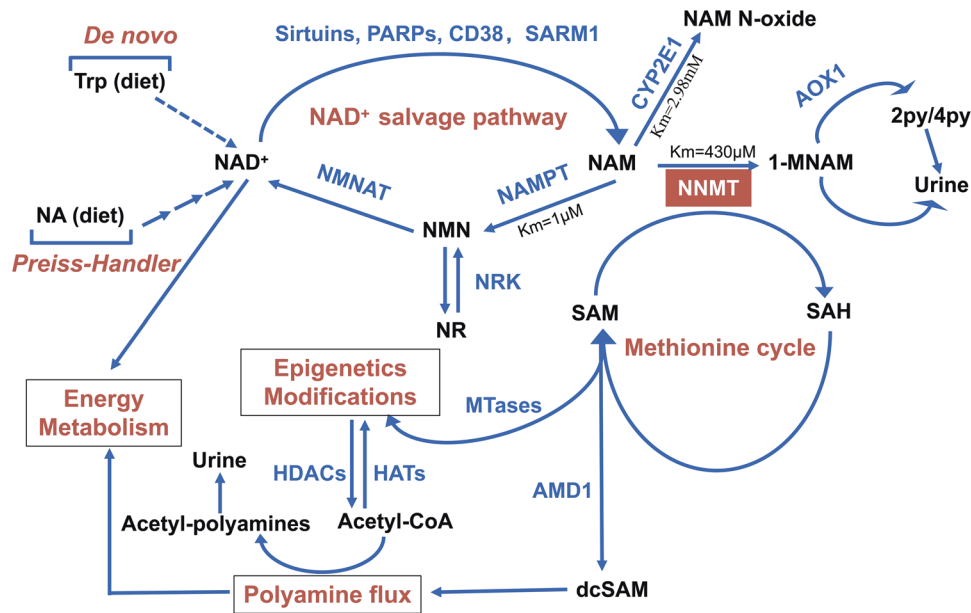 De novo
Trp (diet)
Sirtuins, PARPs, CD38, SARM1
NAM N-oxide
CYP2E1
Km=2.98mM
AOX1
2py/4py
NAD⁺ salvage pathway
NAD⁺
NAM
Km=430µM
1-MNAM
NNMT
Urine
NMNAT
NAMPT
Km=1µM
NA (diet)
Preiss-Handler
NMN
NRK
NR
SAM
SAH
Methionine cycle
Epigenetics
Modifications
MTases
Energy
Metabolism
Urine
HDACs
HATs
AMD1
Acetyl-polyamines
Acetyl-CoA
Polyamine flux
dcSAM